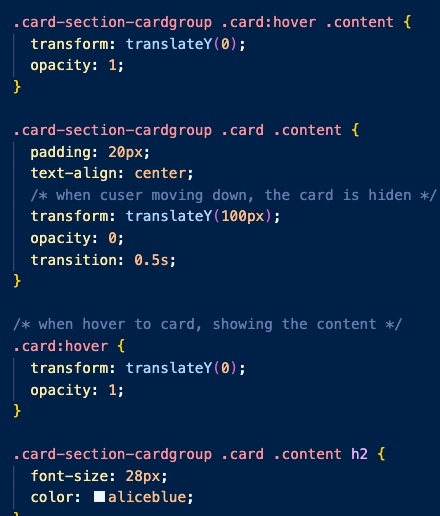 .card-section-cardgroup .card:hover .content {
transform: translateY(0);
opacity: 1;
}
.card-section-cardgroup .card .content {
padding: 20px;
text-align: center;
/* when cuser moving down, the card is hiden */
transform: translateY(100px);
opacity: 0;
transition: 0.5s;
}
/* when hover to card, showing the content */
.card:hover {
transform: translateY(0);
opacity: 1;
}
.card-section-cardgroup .card .content h2 {
font-size: 28px;
color: aliceblue;
}